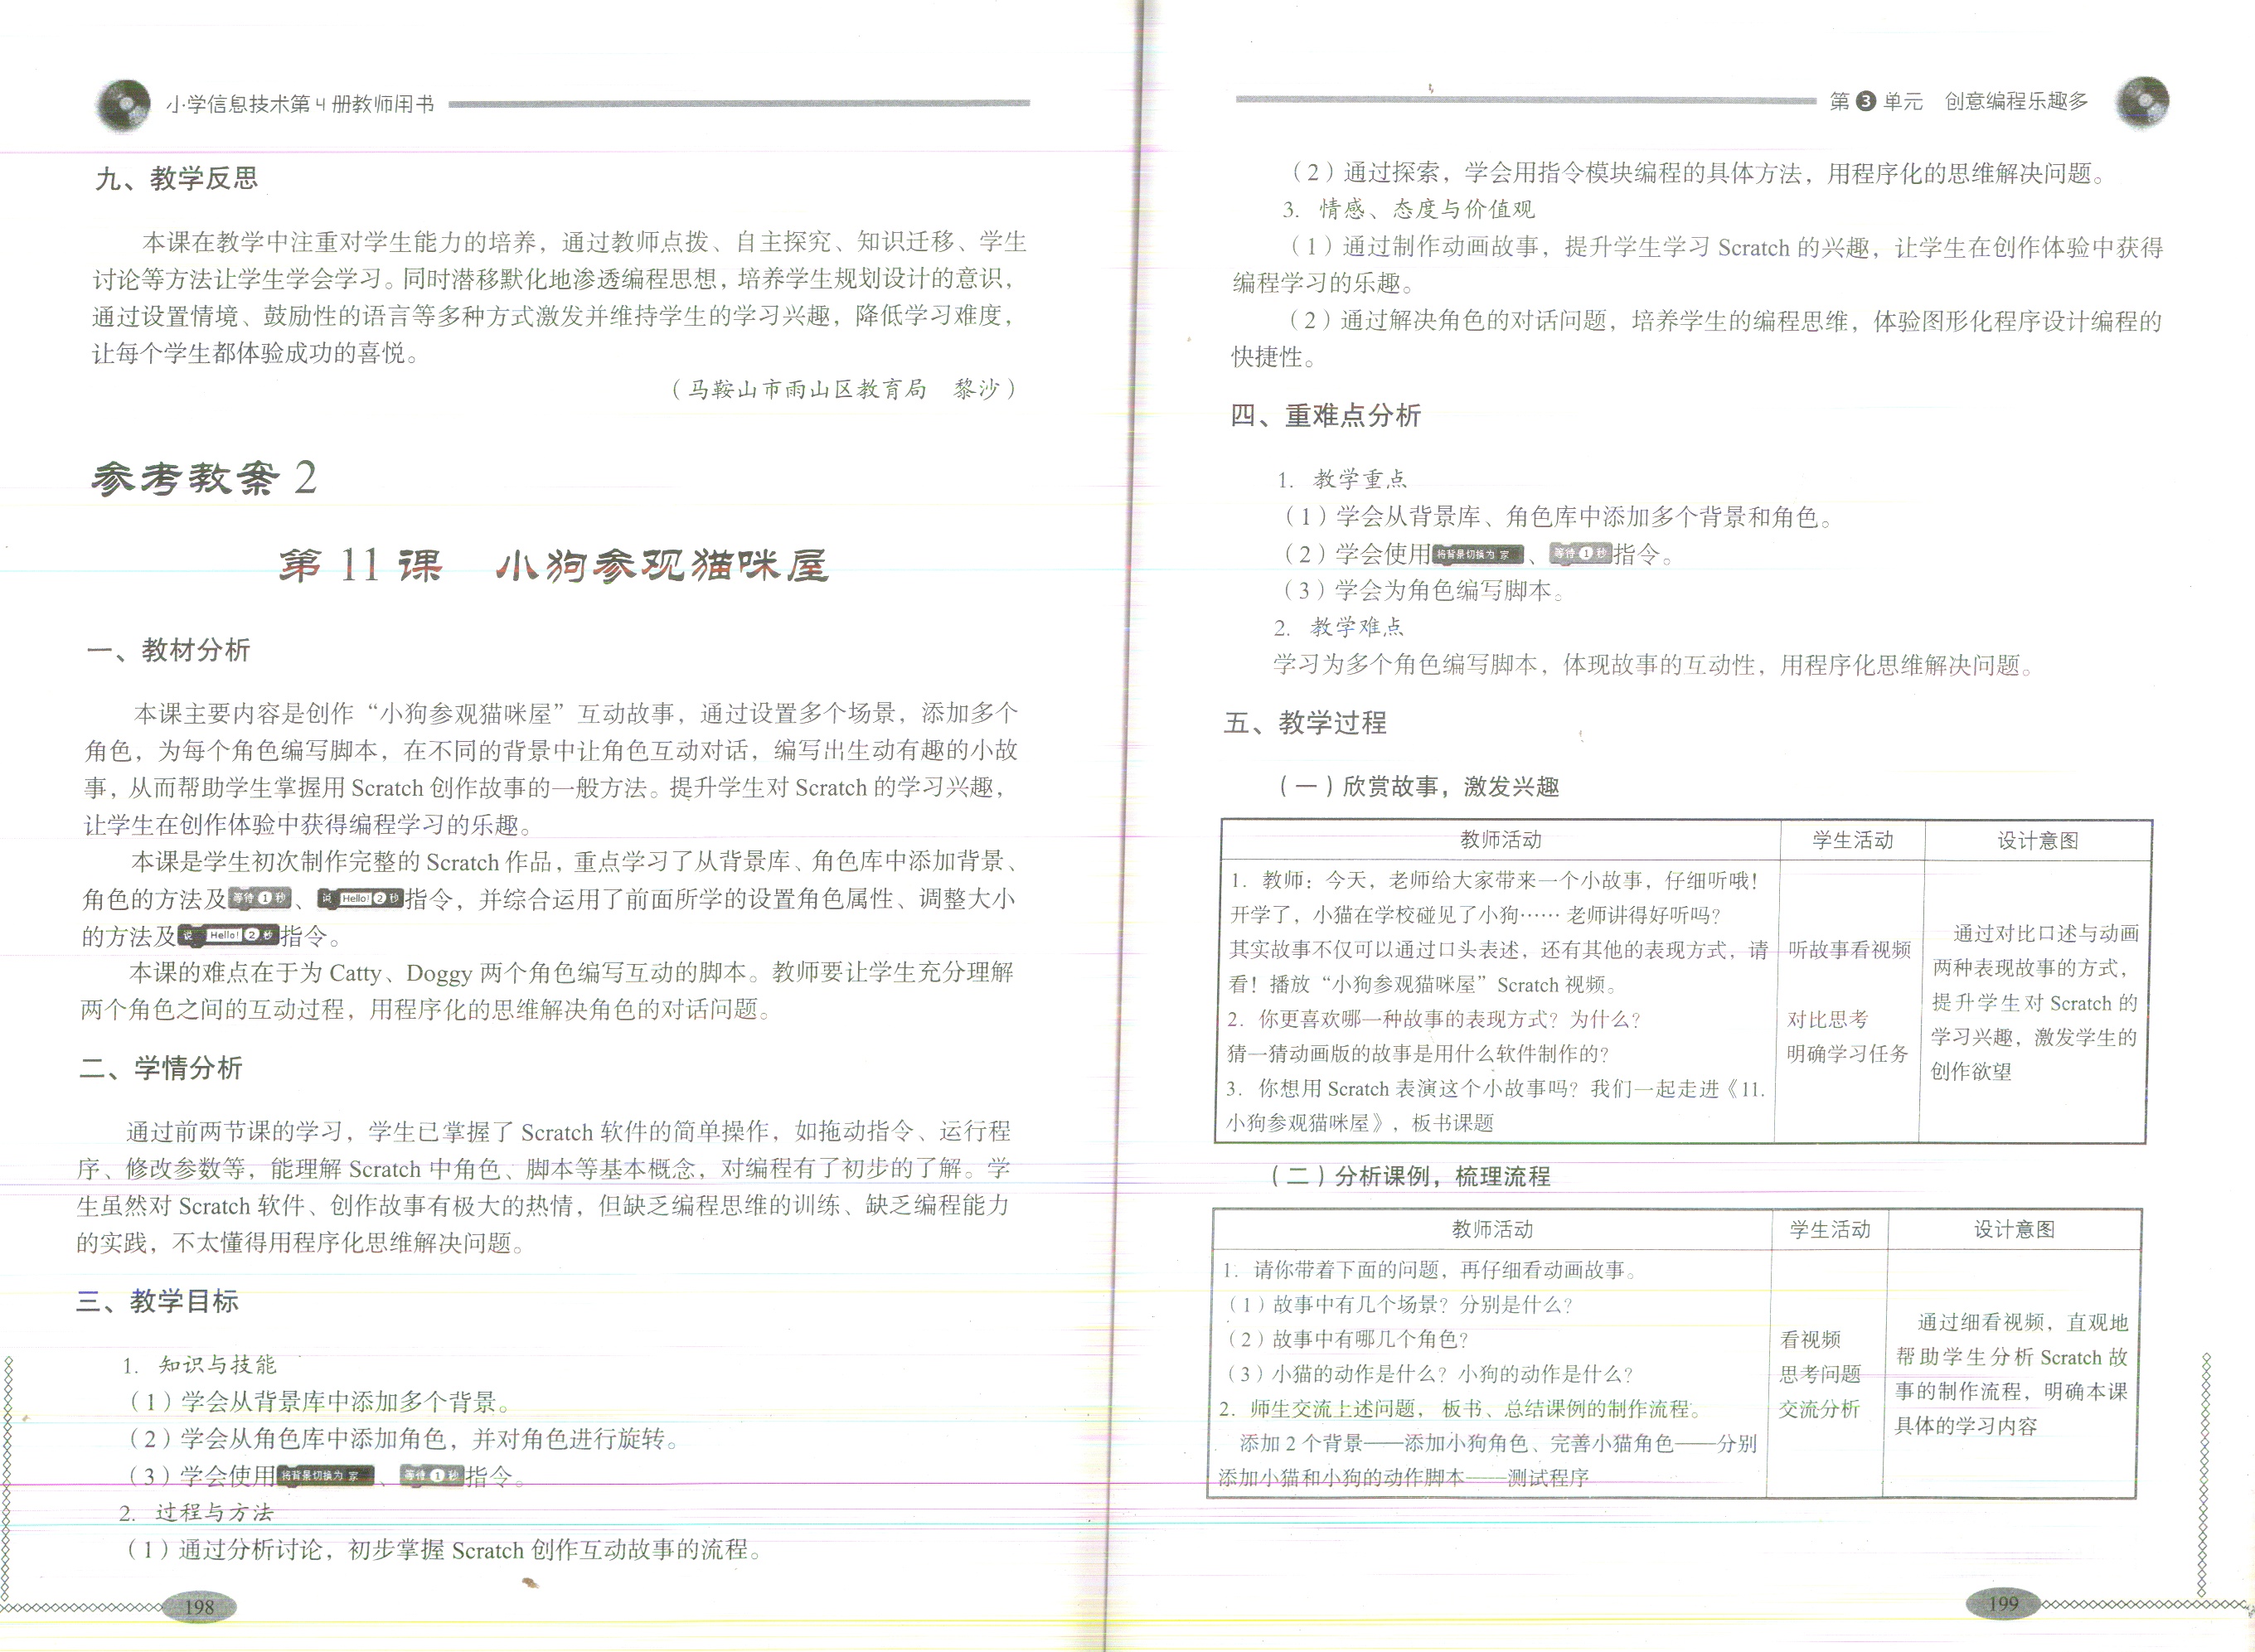 小学信息技术第4册教师用书
九、教学反思
本课在教学中注重对学生能力的培养，通过教师点拨、自主探究、知识迁移、学生
讨论等方法让学生学会学习。同时潜移默化地渗透编程思想，培养学生规划设计的意识，
通过设置情境、鼓励性的语言等多种方式激发并维持学生的学习兴趣，降低学习难度，
让每个学生都体验成功的喜悦。
（马鞍山市雨山区教育局　黎沙）
参考教案 2
第 11 课　小狗参观猫咪屋
一、教材分析
本课主要内容是创作“小狗参观猫咪屋”互动故事，通过设置多个场景，添加多个
角色，为每个角色编写脚本，在不同的背景中让角色互动对话，编写出生动有趣的小故
事，从而帮助学生掌握用 Scratch 创作故事的一般方法。提升学生对 Scratch 的学习兴趣，
让学生在创作体验中获得编程学习的乐趣。
本课是学生初次制作完整的 Scratch 作品，重点学习了从背景库、角色库中添加背景、
角色的方法及等待 1 秒、说 Hello! 2 秒指令，并综合运用了前面所学的设置角色属性、调整大小
的方法及说 Hello! 2 秒指令。
本课的难点在于为 Catty、Doggy 两个角色编写互动的脚本。教师要让学生充分理解
两个角色之间的互动过程，用程序化的思维解决角色的对话问题。
二、学情分析
通过前两节课的学习，学生已掌握了 Scratch 软件的简单操作，如拖动指令、运行程
序、修改参数等，能理解 Scratch 中角色、脚本等基本概念，对编程有了初步的了解。学
生虽然对 Scratch 软件、创作故事有极大的热情，但缺乏编程思维的训练、缺乏编程能力
的实践，不太懂得用程序化思维解决问题。
三、教学目标
1. 知识与技能
（1）学会从背景库中添加多个背景。
（2）学会从角色库中添加角色，并对角色进行旋转。
（3）学会使用将背景切换为 家、等待 1 秒指令。
2. 过程与方法
（1）通过分析讨论，初步掌握 Scratch 创作互动故事的流程。
198
第 3 单元　创意编程乐趣多
（2）通过探索，学会用指令模块编程的具体方法，用程序化的思维解决问题。
3. 情感、态度与价值观
（1）通过制作动画故事，提升学生学习 Scratch 的兴趣，让学生在创作体验中获得
编程学习的乐趣。
（2）通过解决角色的对话问题，培养学生的编程思维，体验图形化程序设计编程的
快捷性。
四、重难点分析
1. 教学重点
（1）学会从背景库、角色库中添加多个背景和角色。
（2）学会使用将背景切换为 家、等待 1 秒指令。
（3）学会为角色编写脚本。
2. 教学难点
学习为多个角色编写脚本，体现故事的互动性，用程序化思维解决问题。
五、教学过程
（一）欣赏故事，激发兴趣
教师活动
学生活动
设计意图
1. 教师：今天，老师给大家带来一个小故事，仔细听哦！
开学了，小猫在学校碰见了小狗…… 老师讲得好听吗？
其实故事不仅可以通过口头表述，还有其他的表现方式，请
看！播放“小狗参观猫咪屋”Scratch 视频。
2. 你更喜欢哪一种故事的表现方式？为什么？
猜一猜动画版的故事是用什么软件制作的？
3. 你想用 Scratch 表演这个小故事吗？我们一起走进《11.
小狗参观猫咪屋》，板书课题
听故事看视频
对比思考
明确学习任务
通过对比口述与动画
两种表现故事的方式，
提升学生对 Scratch 的
学习兴趣，激发学生的
创作欲望
（二）分析课例，梳理流程
教师活动
学生活动
设计意图
1. 请你带着下面的问题，再仔细看动画故事。
（1）故事中有几个场景？分别是什么？
（2）故事中有哪几个角色？
（3）小猫的动作是什么？小狗的动作是什么？
2. 师生交流上述问题，板书、总结课例的制作流程。
添加 2 个背景——添加小狗角色、完善小猫角色——分别
添加小猫和小狗的动作脚本——测试程序
看视频
思考问题
交流分析
通过细看视频，直观地
帮助学生分析 Scratch 故
事的制作流程，明确本课
具体的学习内容
199